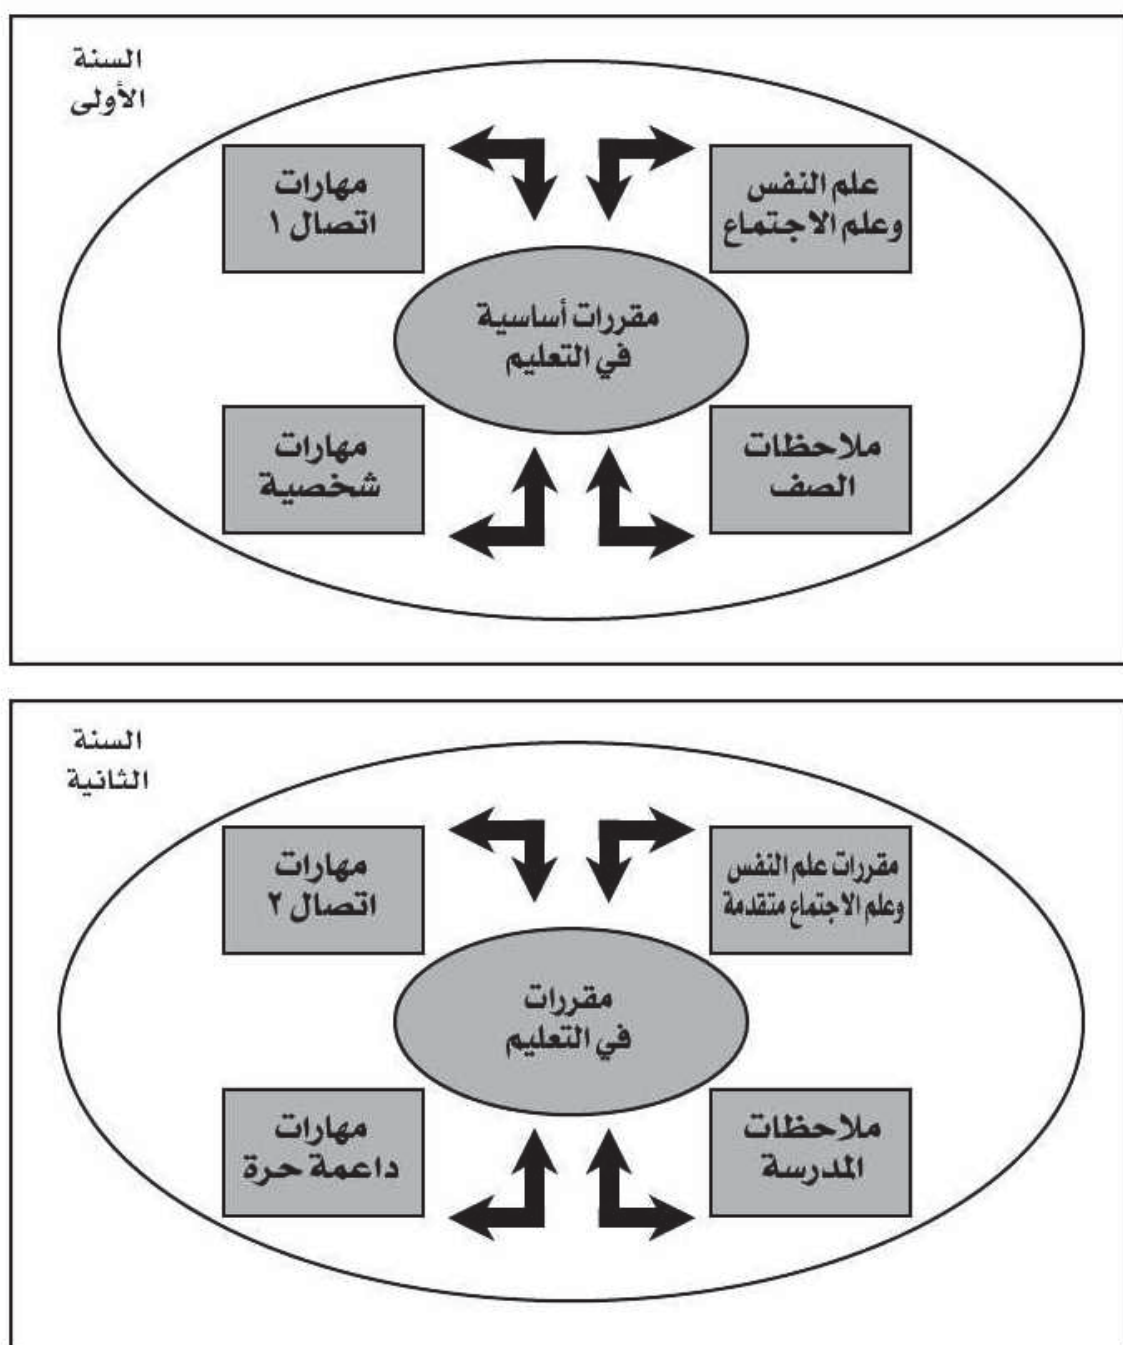 السنة
الأولى
علم النفس
وعلم الاجتماع
مهارات
اتصال ١
مقررات أساسية
في التعليم
ملاحظات
الصف
مهارات
شخصية
السنة
الثانية
مقررات علم النفس
وعلم الاجتماع متقدمة
مهارات
اتصال ٢
مقررات
في التعليم
ملاحظات
المدرسة
مهارات
داعمة حرة